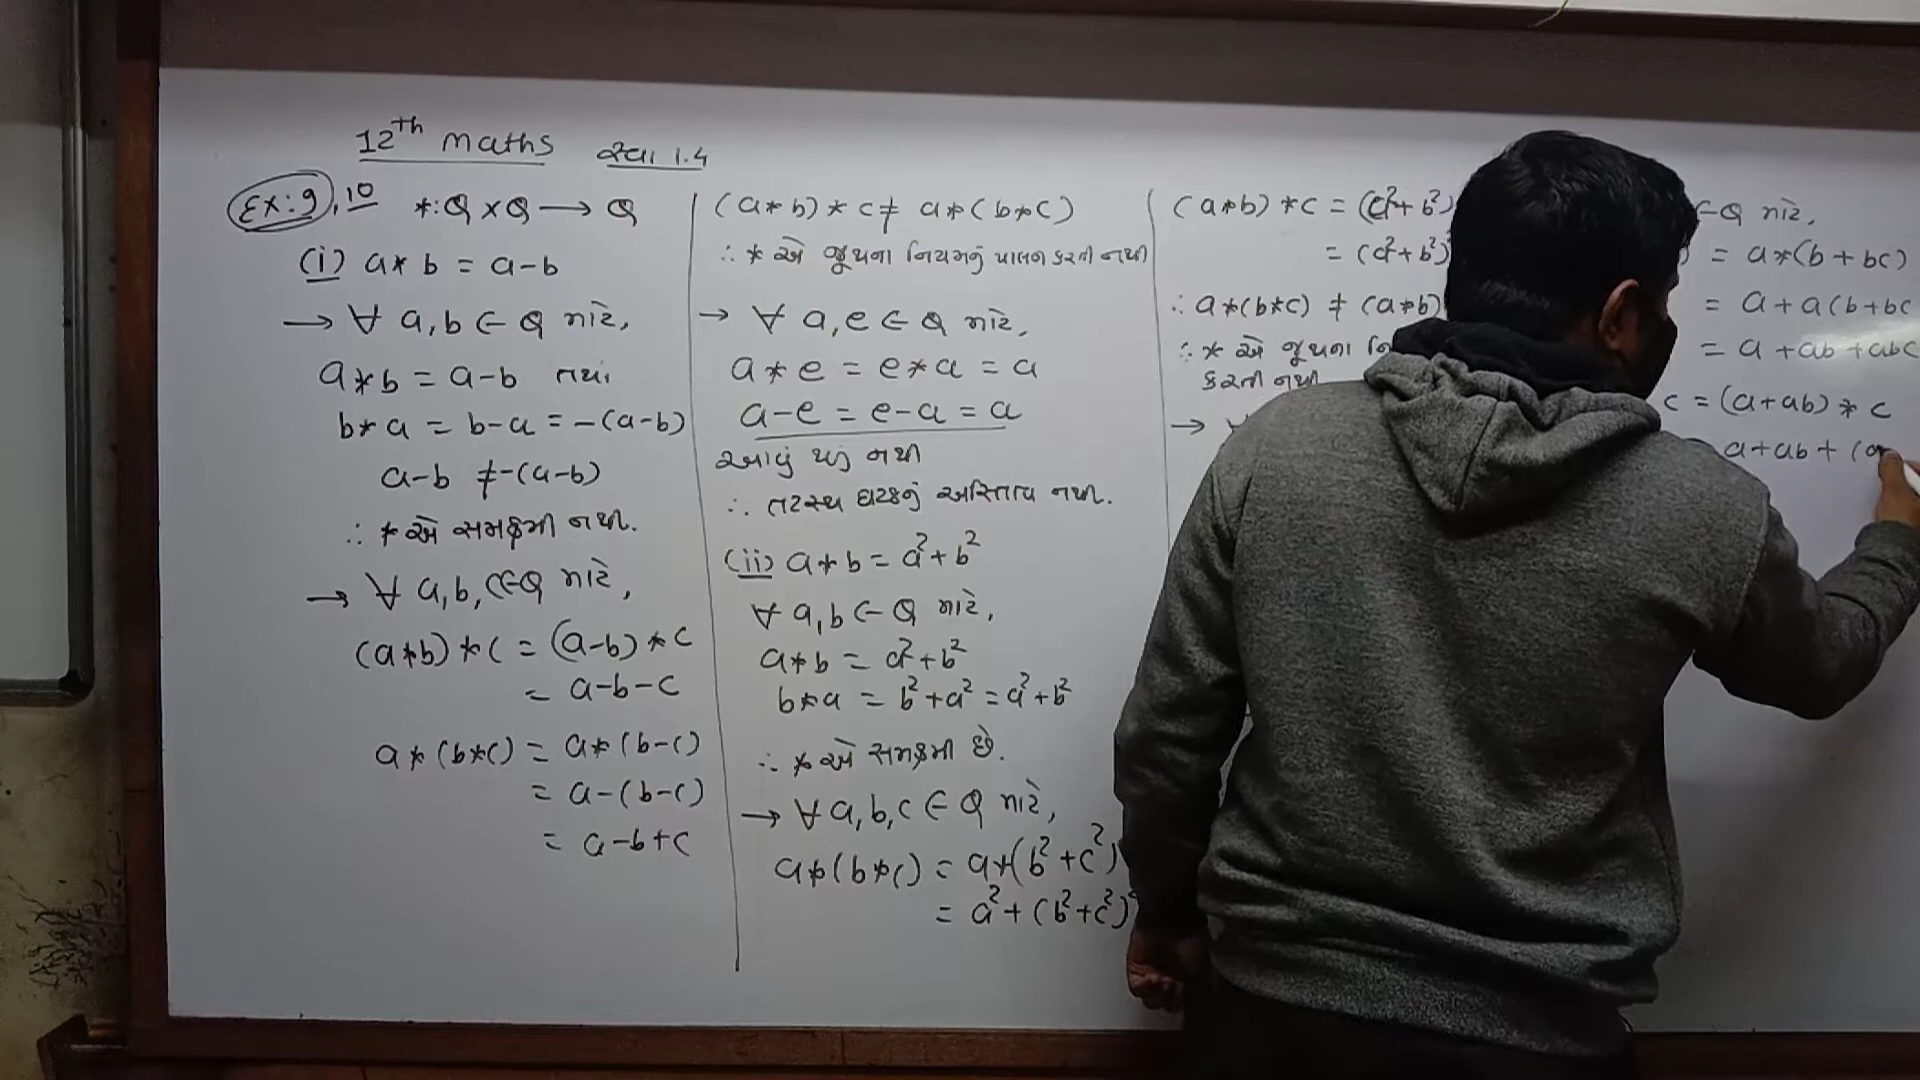 12th maths સ્વા 1.4
Ex:9, 10 *:Q×Q → Q
(i) a*b = a-b
→ ∀ a,b ∈ Q માટે,
a*b = a-b તથા
b*a = b-a = -(a-b)
a-b ≠ -(a-b)
∴ * એ સમક્રમી નથી.
→ ∀ a,b,c∈Q માટે,
(a*b)*c = (a-b)*c
= a-b-c
a*(b*c) = a*(b-c)
= a-(b-c)
= a-b+c
(a*b)*c ≠ a*(b*c)
∴ * એ જૂથના નિયમનું પાલન કરતી નથી
→ ∀ a,e ∈ Q માટે,
a*e = e*a = a
a-e = e-a = a
આવું થતું નથી
∴ તટસ્થ ઘટકનું અસ્તિત્વ નથી.
(ii) a*b = a²+b²
∀ a,b ∈ Q માટે,
a*b = a²+b²
b*a = b²+a² = a²+b²
∴ * એ સમક્રમી છે.
→ ∀ a,b,c ∈ Q માટે,
a*(b*c) = a*(b²+c²)
= a²+(b²+c²)²
(a*b)*c = (a²+b²)
= (a²+b²)
∴ a*(b*c) ≠ (a*b)
∴ * એ જૂથના
કરતી નથી
→
∈Q માટે,
= a*(b+bc)
= a+a(b+bc
= a+ab+abc
c = (a+ab)*c
a+ab+(a